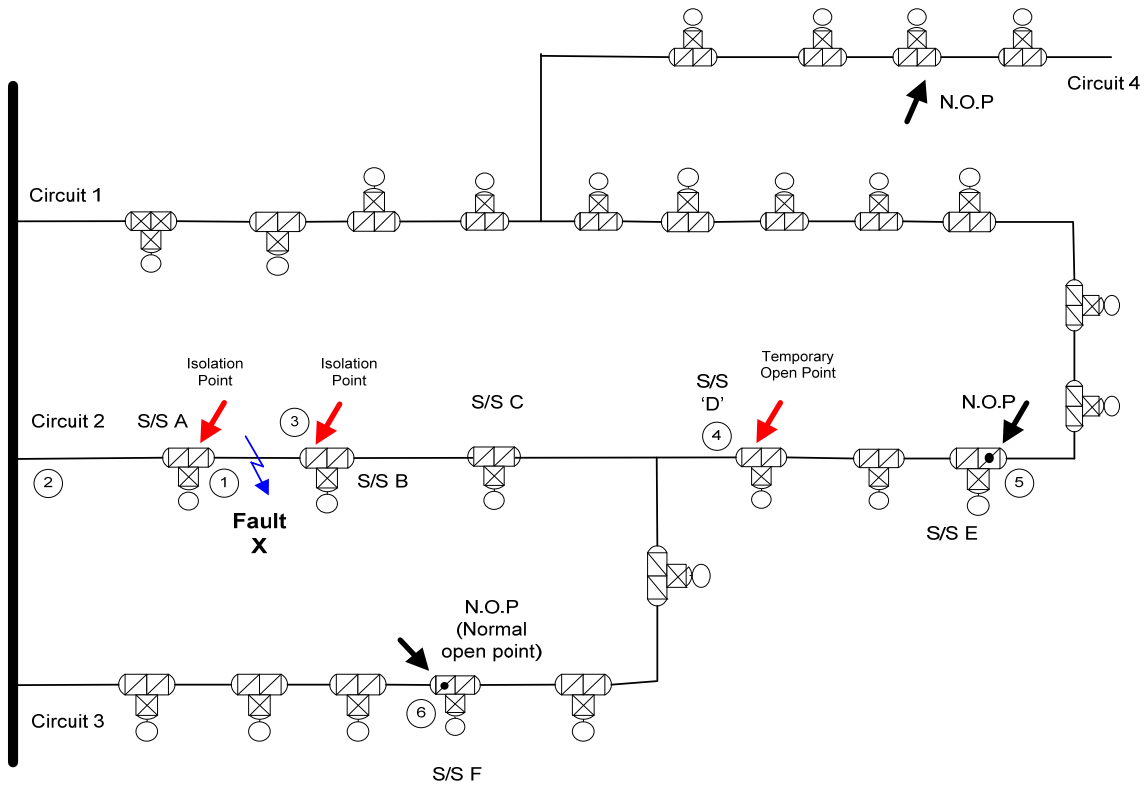 Circuit 4
N.O.P
Circuit 1
Isolation
Point
Isolation
Point
Temporary
Open Point
S/S
‘D’
S/S C
N.O.P
Circuit 2
S/S A
3
4
2
1
S/S B
5
Fault
X
S/S E
N.O.P
(Normal
open point)
6
Circuit 3
S/S F